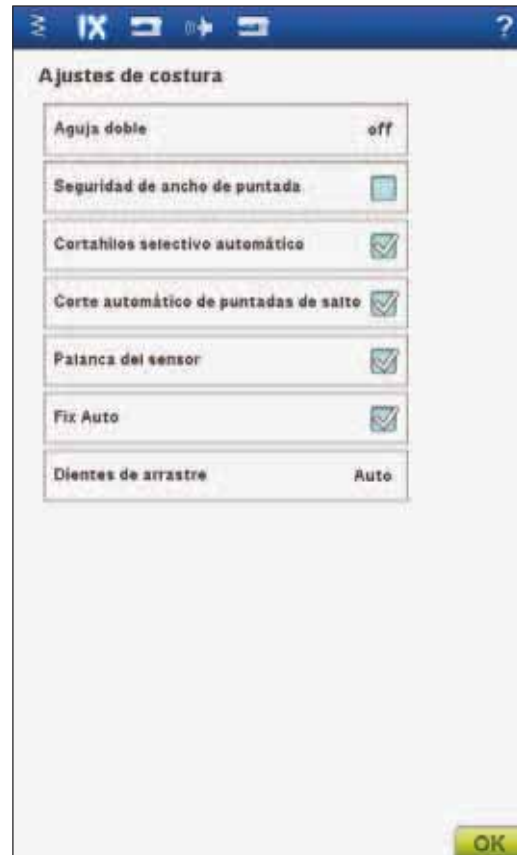 ?
Ajustes de costura
Aguja doble off
Seguridad de ancho de puntada
Cortahilos selectivo automático
Corte automático de puntadas de salto
Palanca del sensor
Fix Auto
Dientes de arrastre Auto
OK